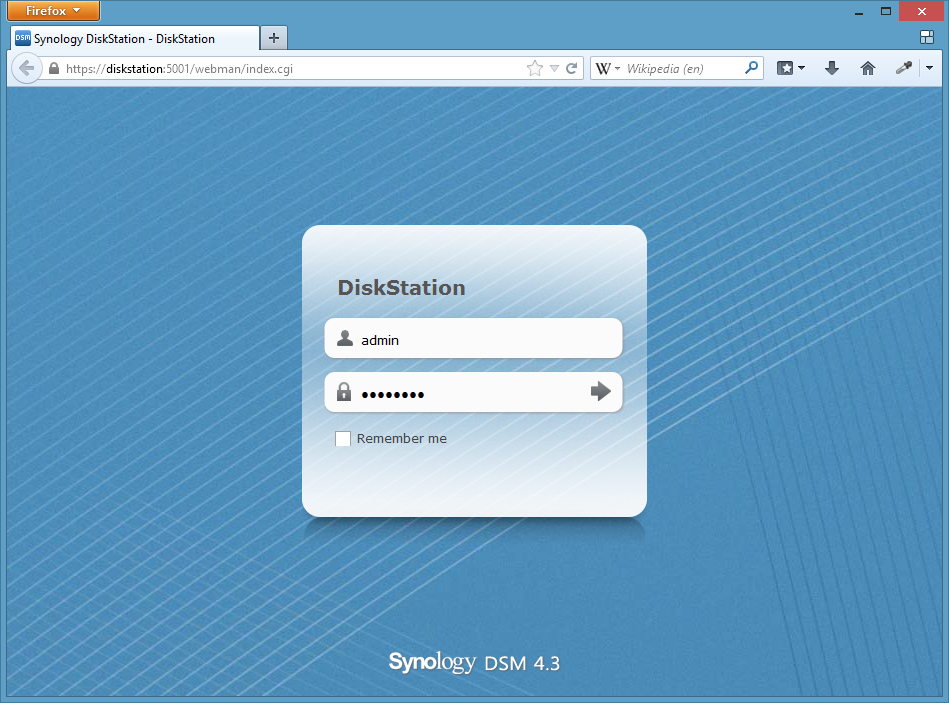 Firefox
DSM Synology DiskStation - DiskStation
https://diskstation:5001/webman/index.cgi
W Wikipedia (en)
DiskStation
admin
••••••••
Remember me
Synology DSM 4.3